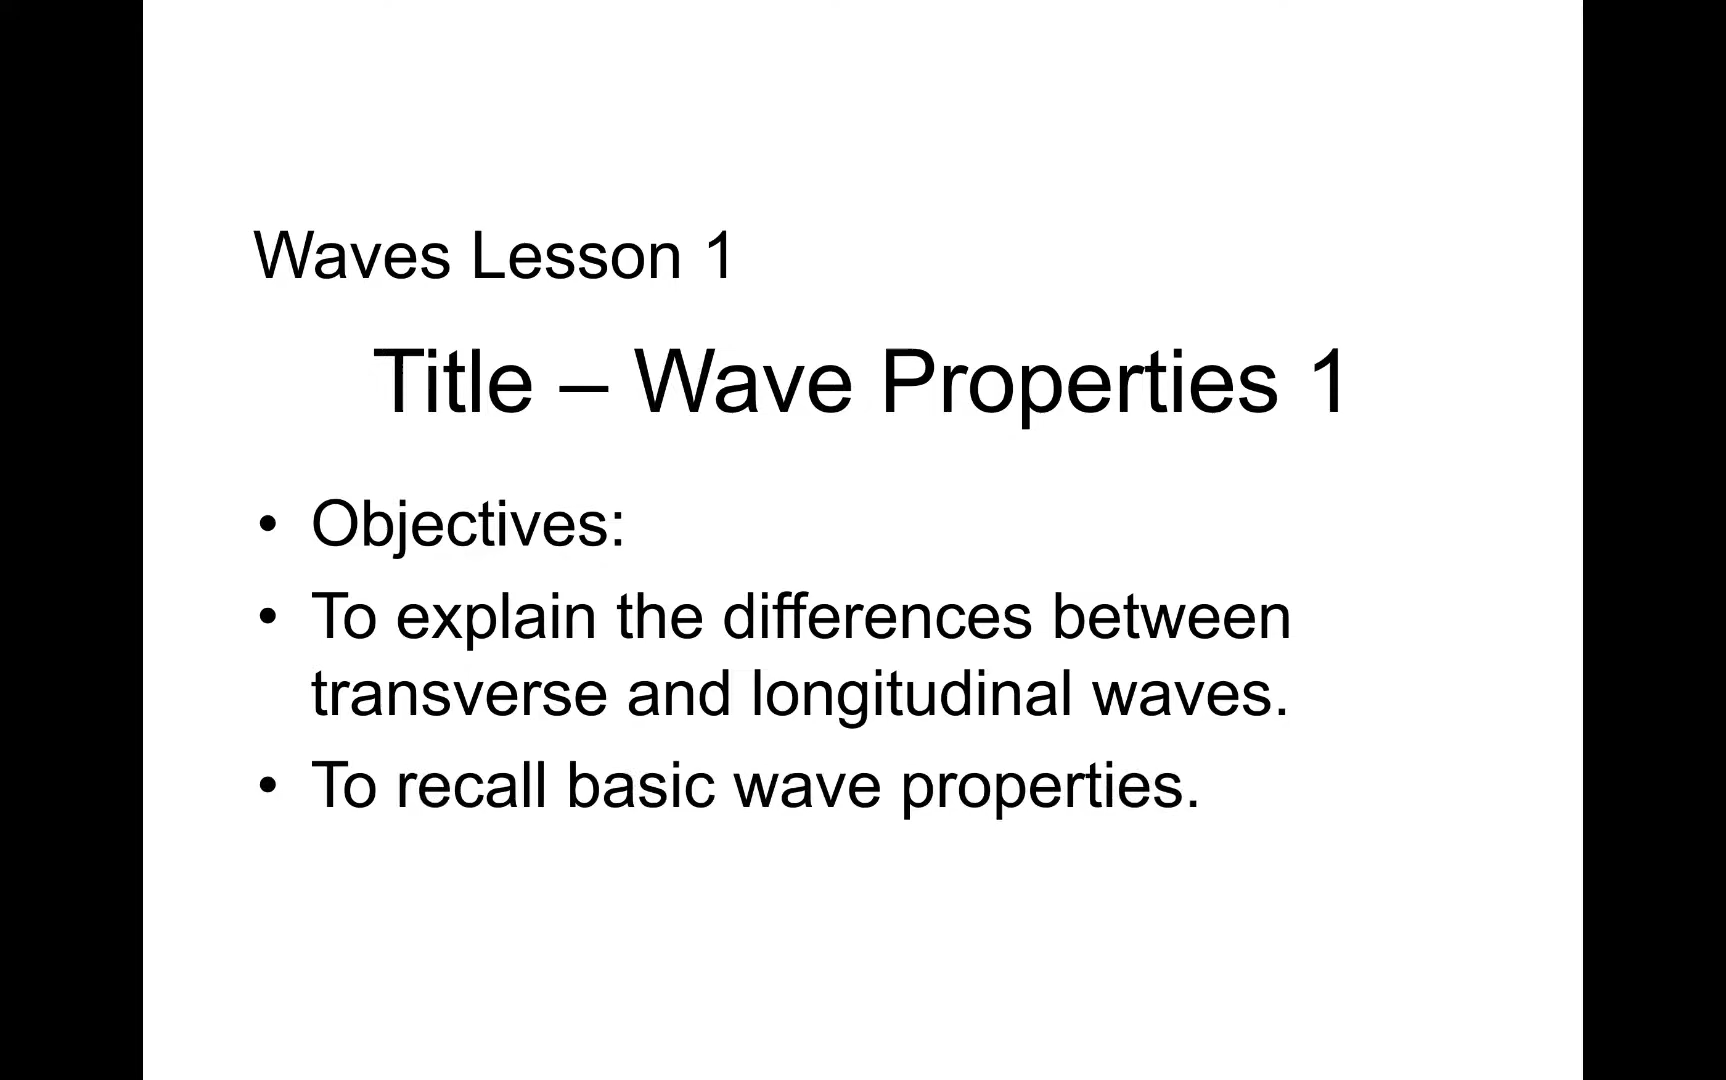 Waves Lesson 1
Title – Wave Properties 1
• Objectives:
• To explain the differences between
transverse and longitudinal waves.
• To recall basic wave properties.